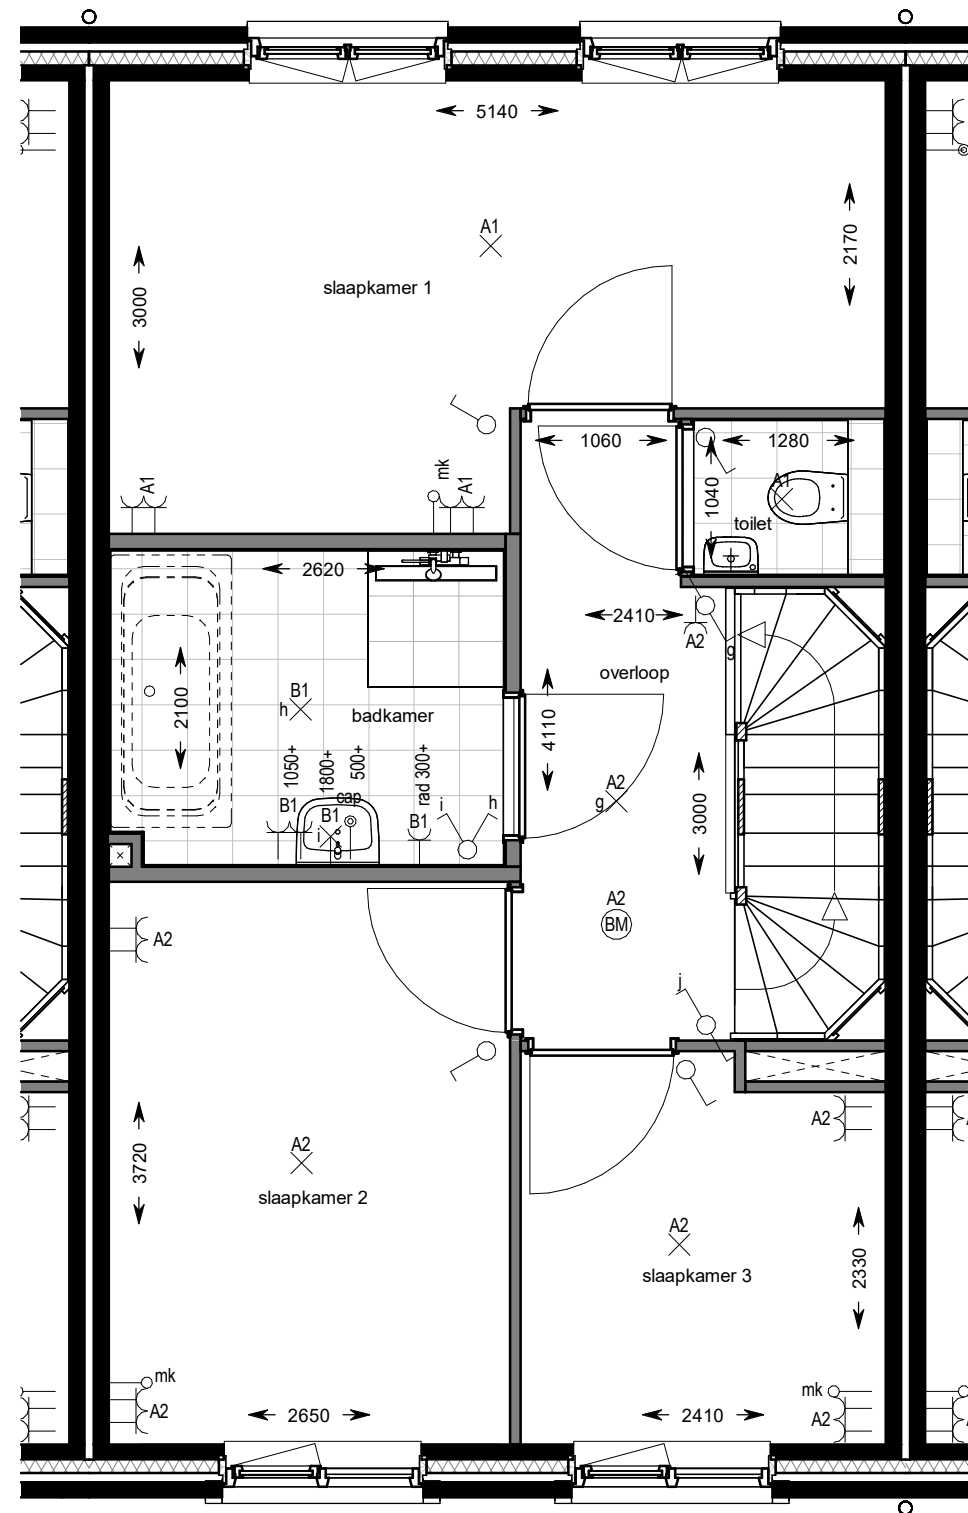 5140
A1
2170
3000
slaapkamer 1
1060
1280
mk
A1
A1
A1
1040
toilet
2620
2410
A2
g
overloop
B1
h
2100
badkamer
4110
1050+
1800+
500+
rad 300+
cap
B1
B1
i
B1
i
h
A2
g
3000
A2
BM
A2
j
A2
3720
A2
slaapkamer 2
A2
slaapkamer 3
2330
mk
A2
mk
A2
2650
2410